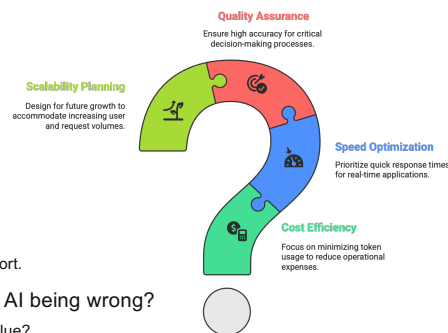 Quality Assurance
Ensure high accuracy for critical
decision-making processes.
Scalability Planning
Design for future growth to
accommodate increasing user
and request volumes.
Speed Optimization
Prioritize quick response times
for real-time applications.
Cost Efficiency
Focus on minimizing token
usage to reduce operational
expenses.
AI being wrong?